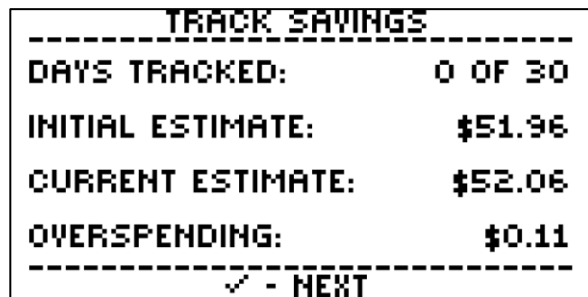 TRACK SAVINGS
DAYS TRACKED: 0 OF 30
INITIAL ESTIMATE: $51.96
CURRENT ESTIMATE: $52.06
OVERSPENDING: $0.11
✓ - NEXT